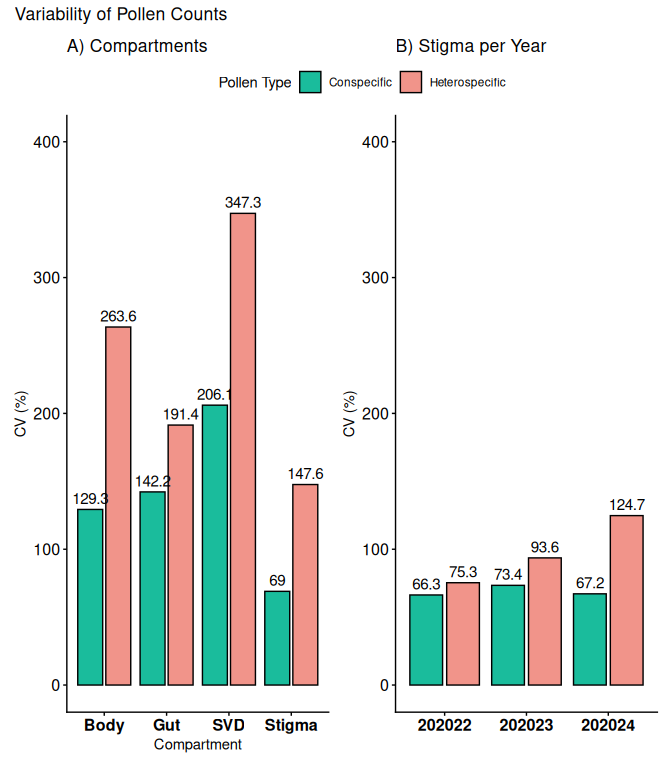 Variability of Pollen Counts
A) Compartments
B) Stigma per Year
Pollen Type Conspecific Heterospecific
CV (%)
400
300
200
100
0
129.3
263.6
142.2
191.4
206.1
347.3
69
147.6
Body Gut SVD Stigma
Compartment
CV (%)
400
300
200
100
0
66.3
75.3
73.4
93.6
67.2
124.7
202022 202023 202024